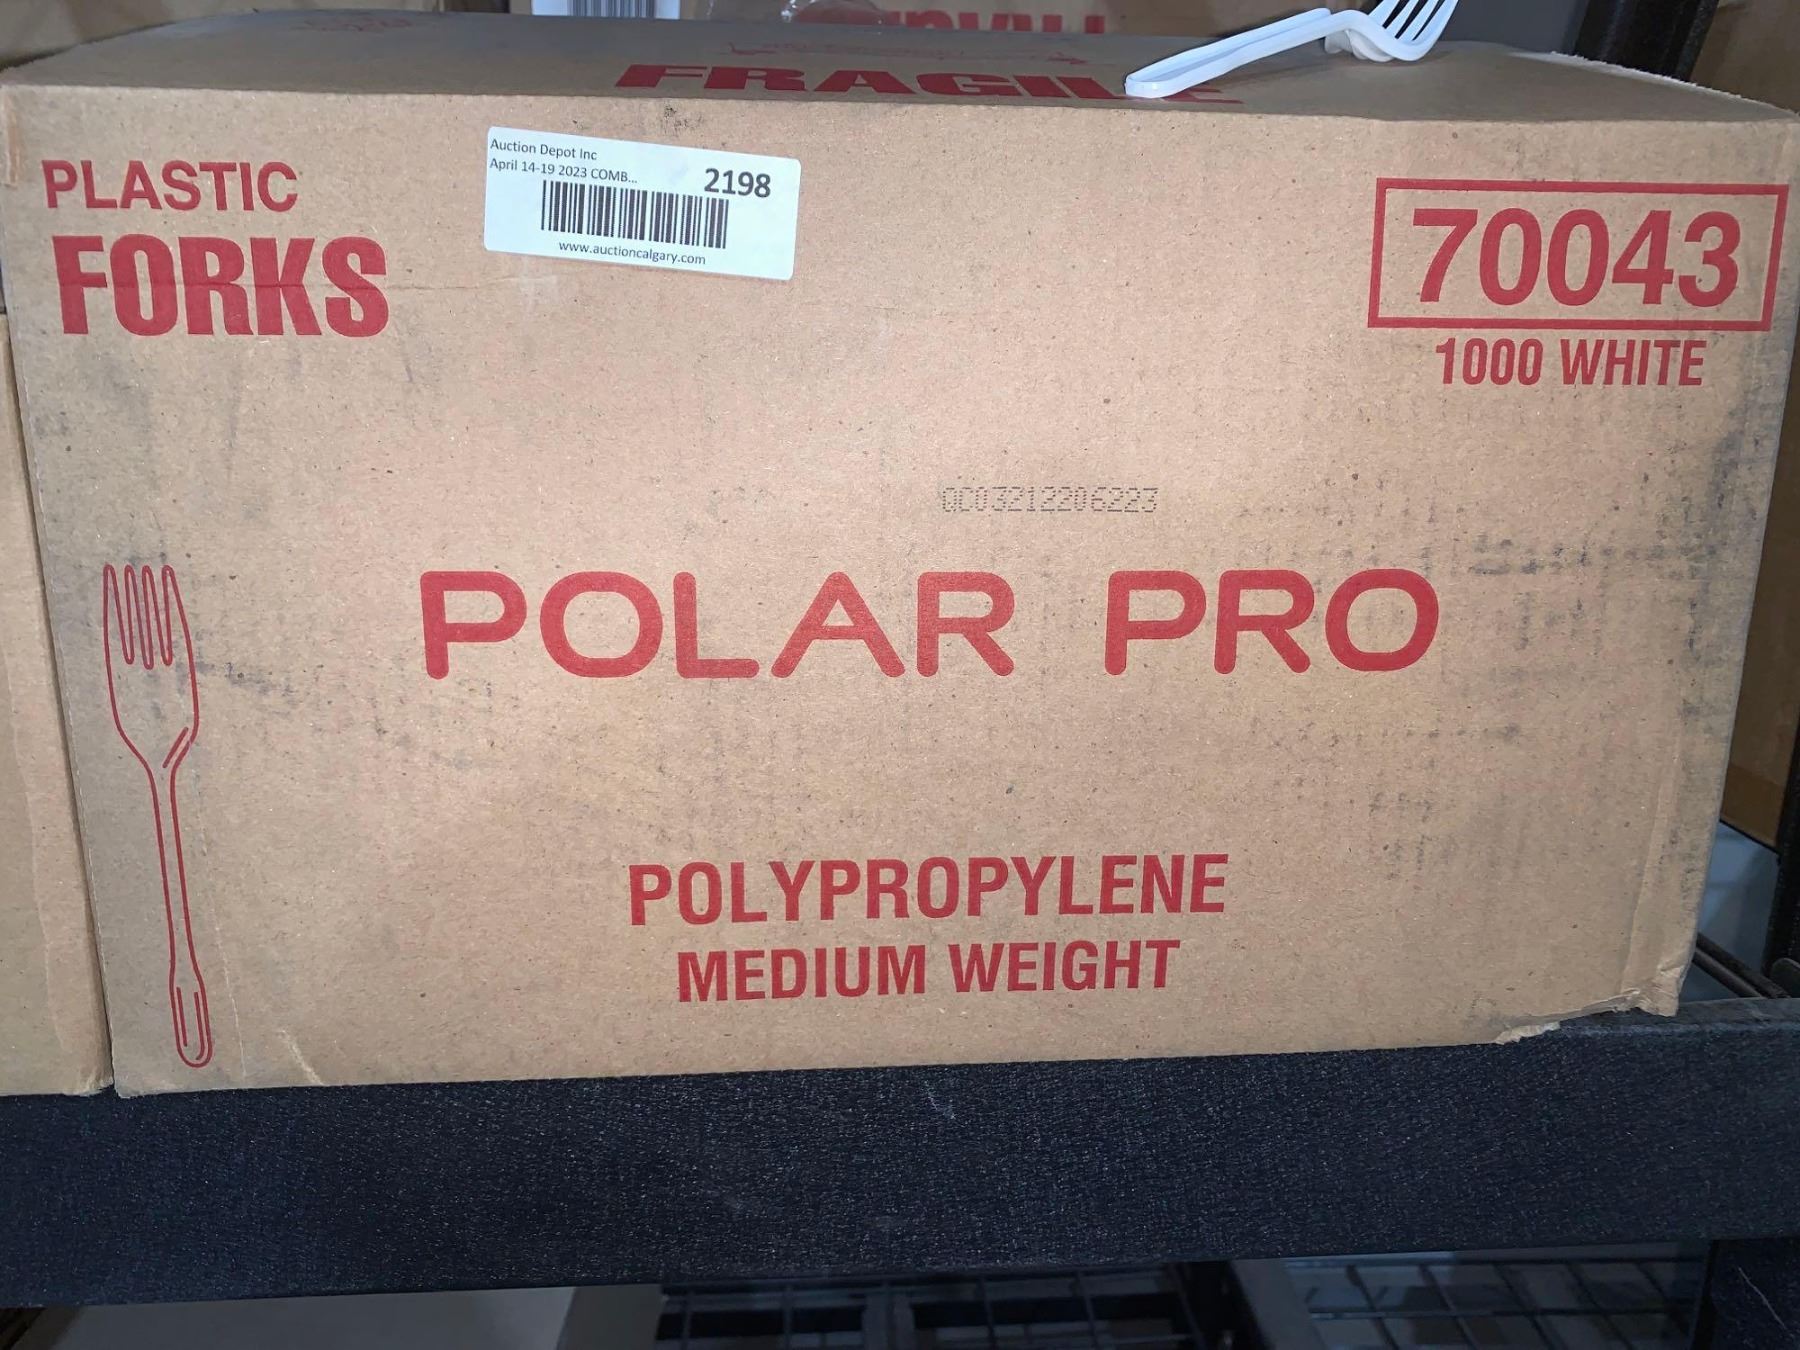 FRAGILE
PLASTIC
FORKS
Auction Depot Inc
April 14-19 2023 COMB...
2198
www.auctioncalgary.com
70043
1000 WHITE
QC03212206223
POLAR PRO
POLYPROPYLENE
MEDIUM WEIGHT